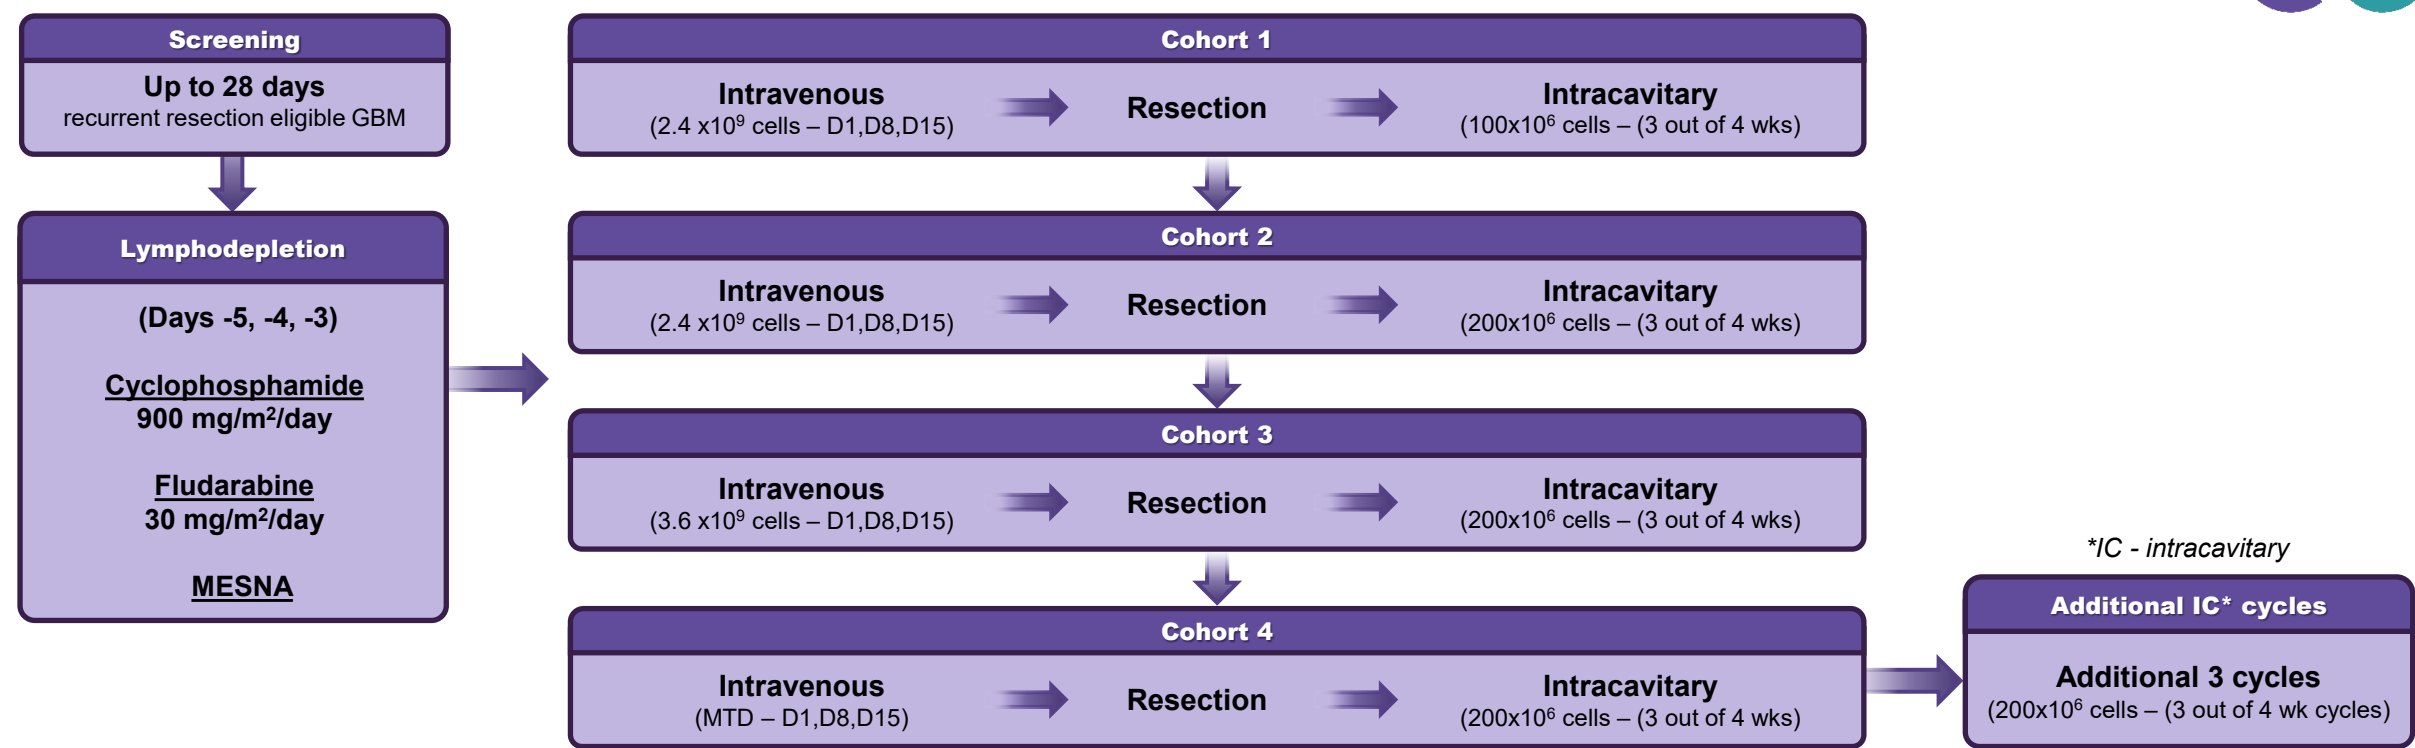 Screening
Up to 28 days
recurrent resection eligible GBM
Lymphodepletion
(Days -5, -4, -3)
Cyclophosphamide
900 mg/m²/day
Fludarabine
30 mg/m²/day
MESNA
Cohort 1
Intravenous
(2.4 x10⁹ cells – D1,D8,D15)
Resection
Intracavitary
(100x10⁶ cells – (3 out of 4 wks)
Cohort 2
Intravenous
(2.4 x10⁹ cells – D1,D8,D15)
Resection
Intracavitary
(200x10⁶ cells – (3 out of 4 wks)
Cohort 3
Intravenous
(3.6 x10⁹ cells – D1,D8,D15)
Resection
Intracavitary
(200x10⁶ cells – (3 out of 4 wks)
Cohort 4
Intravenous
(MTD – D1,D8,D15)
Resection
Intracavitary
(200x10⁶ cells – (3 out of 4 wks)
*IC - intracavitary
Additional IC* cycles
Additional 3 cycles
(200x10⁶ cells – (3 out of 4 wk cycles)